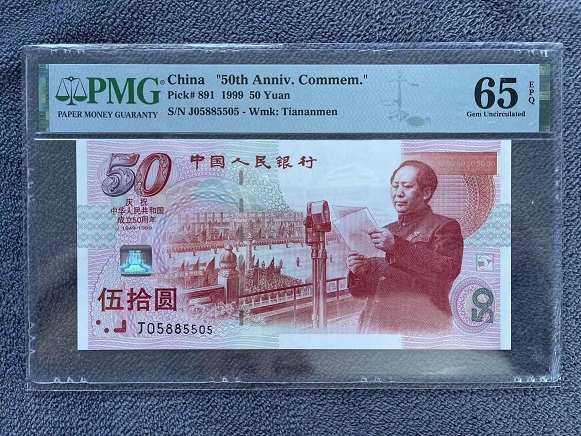 PMG
PAPER MONEY GUARANTY
China "50th Anniv. Commem."
Pick# 891 1999 50 Yuan
S/N J05885505 - Wmk: Tiananmen
65 EPQ
Gem Uncirculated
50
中国人民银行
庆祝
中华人民共和国
成立50周年
1949-1999
伍拾圆
J05885505
50